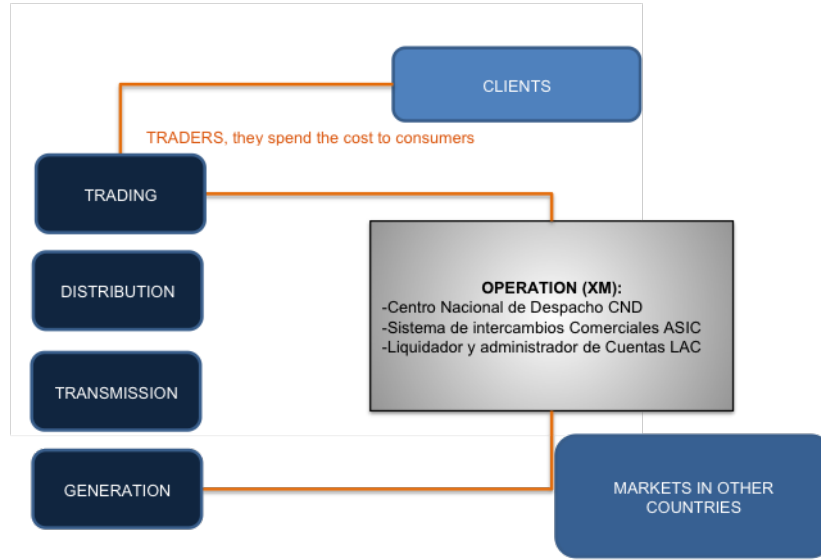 CLIENTS
TRADERS, they spend the cost to consumers
TRADING
OPERATION (XM):
-Centro Nacional de Despacho CND
-Sistema de intercambios Comerciales ASIC
-Liquidador y administrador de Cuentas LAC
DISTRIBUTION
TRANSMISSION
GENERATION
MARKETS IN OTHER
COUNTRIES